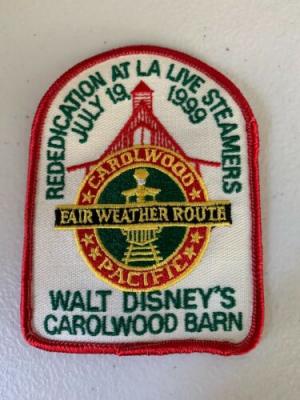 REDEDICATION AT LA LIVE STEAMERS
JULY 19, 1999
CAROLWOOD
FAIR WEATHER ROUTE
PACIFIC
WALT DISNEY'S
CAROLWOOD BARN